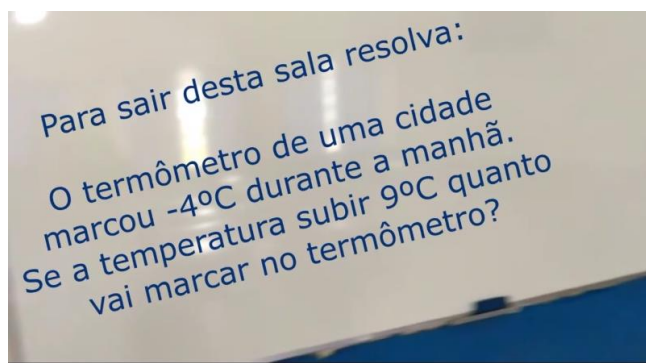 Para sair desta sala resolva:
O termômetro de uma cidade
marcou -4ºC durante a manhã.
Se a temperatura subir 9ºC quanto
vai marcar no termômetro?